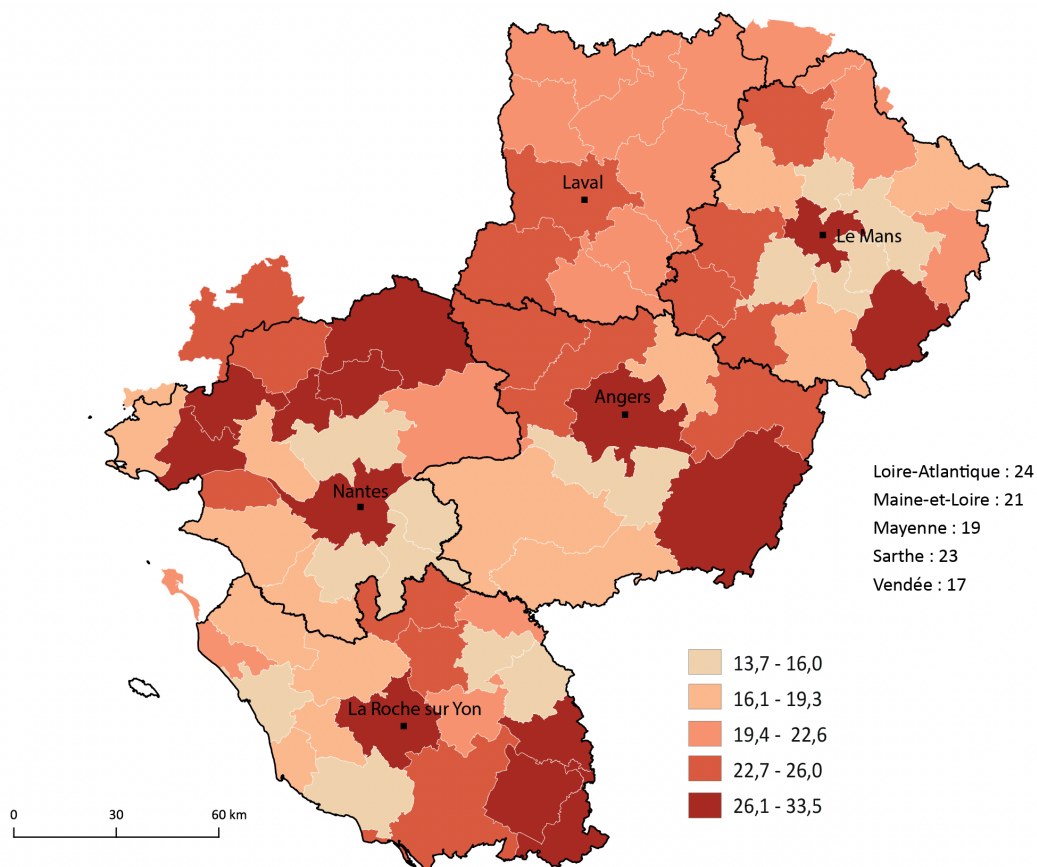 Laval
Le Mans
Angers
Nantes
La Roche sur Yon
Loire-Atlantique : 24
Maine-et-Loire : 21
Mayenne : 19
Sarthe : 23
Vendée : 17
13,7 - 16,0
16,1 - 19,3
19,4 - 22,6
22,7 - 26,0
26,1 - 33,5
0 30 60 km